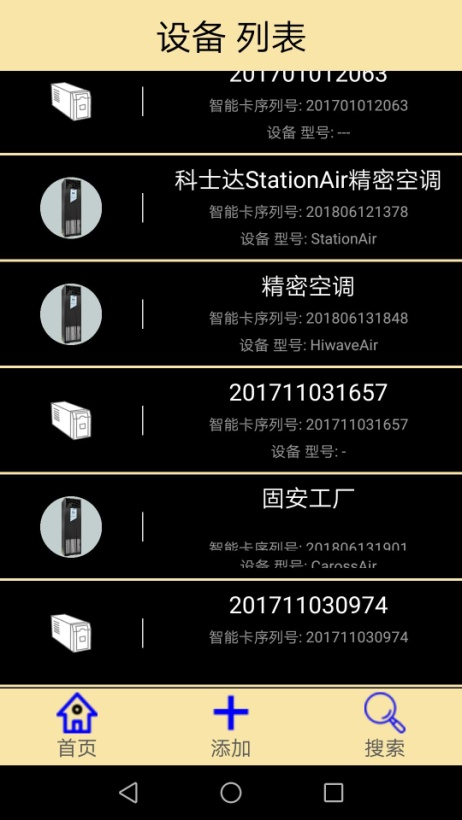 设备 列表
201701012063
智能卡序列号: 201701012063
设备 型号: ---
科士达StationAir精密空调
智能卡序列号: 201806121378
设备 型号: StationAir
精密空调
智能卡序列号: 201806131848
设备 型号: HiwaveAir
201711031657
智能卡序列号: 201711031657
设备 型号: -
固安工厂
智能卡序列号: 201806131901
设备 型号: CarossAir
201711030974
智能卡序列号: 201711030974
首页
添加
搜索